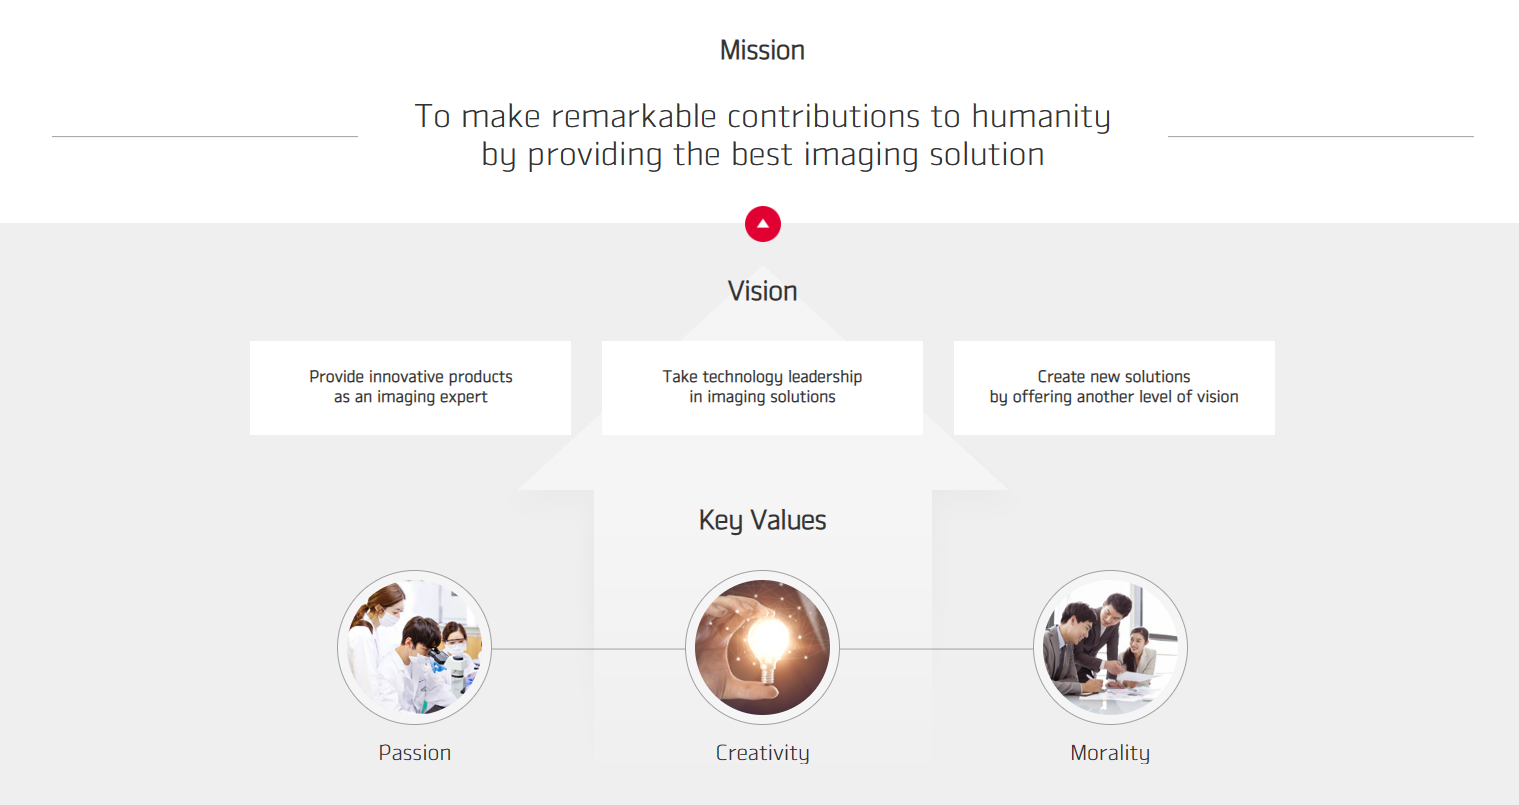 Mission
To make remarkable contributions to humanity
by providing the best imaging solution
Vision
Provide innovative products
as an imaging expert
Take technology leadership
in imaging solutions
Create new solutions
by offering another level of vision
Key Values
Passion
Creativity
Morality